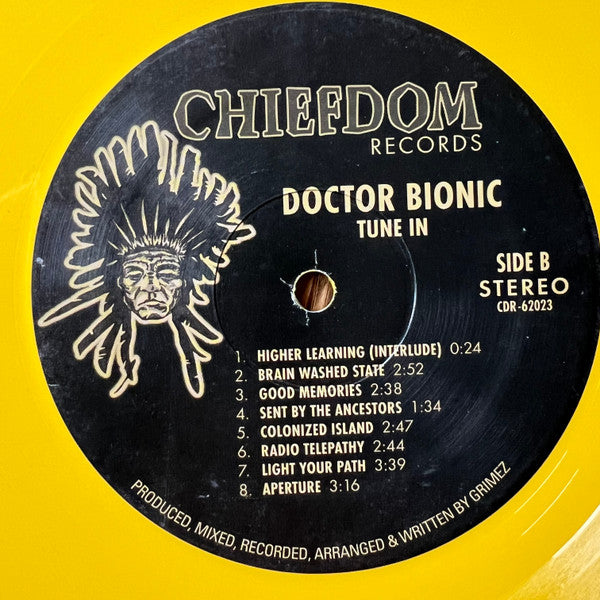 CHIEFDOM
RECORDS
DOCTOR BIONIC
TUNE IN
SIDE B
STEREO
CDR-62023
1. HIGHER LEARNING (INTERLUDE) 0:24
2. BRAIN WASHED STATE 2:52
3. GOOD MEMORIES 2:38
4. SENT BY THE ANCESTORS 1:34
5. COLONIZED ISLAND 2:47
6. RADIO TELEPATHY 2:44
7. LIGHT YOUR PATH 3:39
8. APERTURE 3:16
PRODUCED, MIXED, RECORDED, ARRANGED & WRITTEN BY GRIMEZ